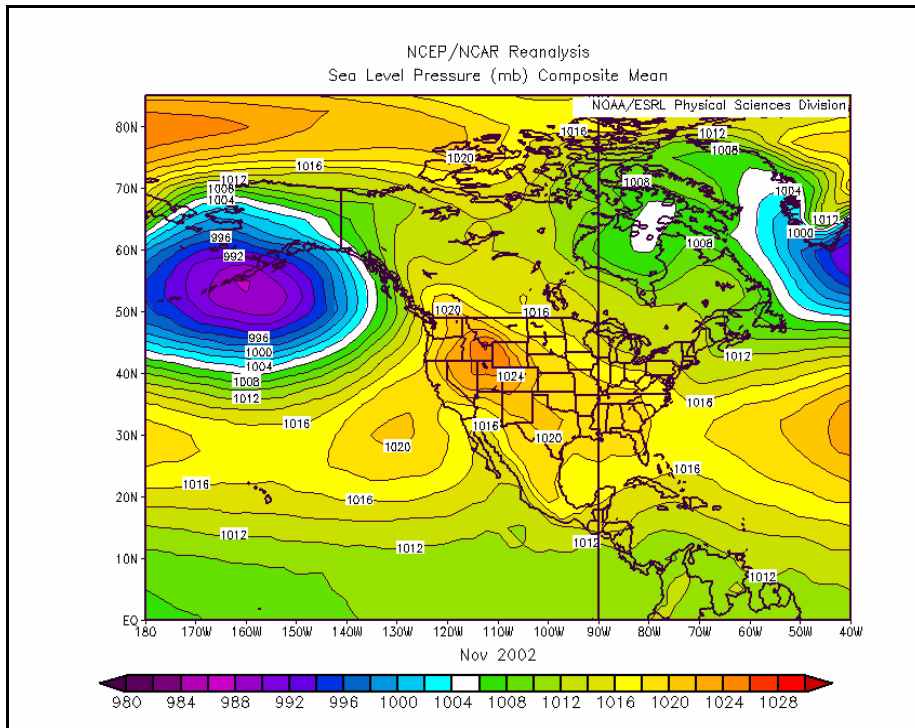 NCEP/NCAR Reanalysis
Sea Level Pressure (mb) Composite Mean
NOAA/ESRL Physical Sciences Division
80N
1016
1012
1008
1020
1016
1012
1008
70N
1008
1004
1004
1012
1000
996
1008
60N
992
1020
1016
50N
996
1000
1012
1004
40N
1024
1008
1012
1016
1016
1016
1016
30N
1020
1020
1016
1016
1016
20N
1012
1012
1012
10N
1012
EQ
180 170W 160W 150W 140W 130W 120W 110W 100W 90W 80W 70W 60W 50W 40W
Nov 2002
980 984 988 992 996 1000 1004 1008 1012 1016 1020 1024 1028